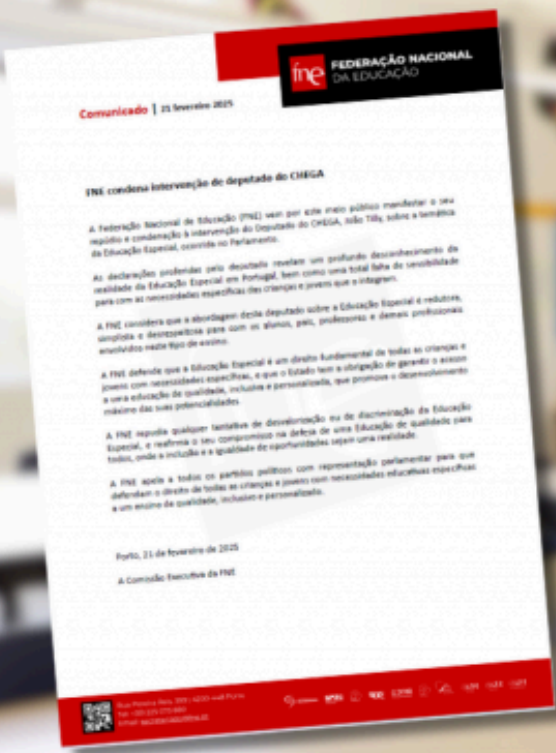 fne FEDERAÇÃO NACIONAL
DA EDUCAÇÃO
Comunicado | 21 fevereiro 2025
FNE condena intervenção de deputado do CHEGA
A Federação Nacional de Educação (FNE) vem por este meio público manifestar o seu
repúdio e condenação à intervenção do Deputado do CHEGA, João Tilly, sobre a temática
da Educação Especial, ocorrida no Parlamento.
As declarações proferidas pelo deputado revelam um profundo desconhecimento da
realidade da Educação Especial em Portugal, bem como uma total falta de sensibilidade
para com as necessidades específicas das crianças e jovens que a integram.
A FNE considera que a abordagem deste deputado sobre a Educação Especial é redutora,
simplista e desrespeitosa para com os alunos, pais, professores e demais profissionais
envolvidos neste tipo de ensino.
A FNE defende que a Educação Especial é um direito fundamental de todas as crianças e
jovens com necessidades específicas, e que o Estado tem a obrigação de garantir o acesso
a uma educação de qualidade, inclusiva e personalizada, que promova o desenvolvimento
máximo das suas potencialidades.
A FNE repudia qualquer tentativa de desvalorização ou de discriminação da Educação
Especial, e reafirma o seu compromisso na defesa de uma Educação de qualidade para
todos, onde a inclusão e a igualdade de oportunidades sejam uma realidade.
A FNE apela a todos os partidos políticos com representação parlamentar para que
defendam o direito de todas as crianças e jovens com necessidades educativas específicas
a um ensino de qualidade, inclusivo e personalizado.
Porto, 21 de fevereiro de 2025
A Comissão Executiva da FNE